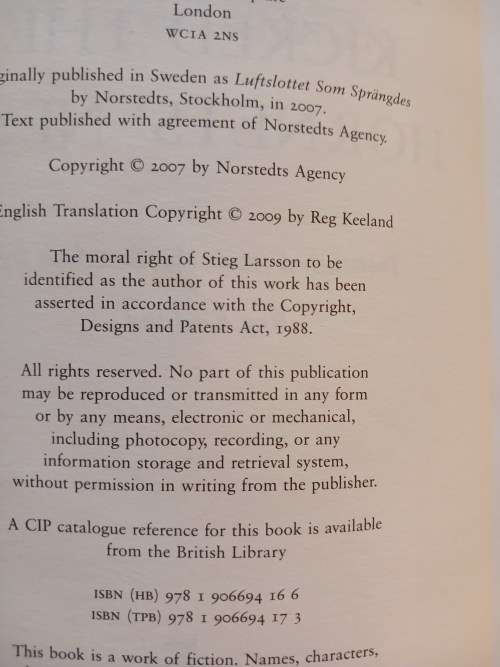 London
WC1A 2NS
ginally published in Sweden as Luftslottet Som Sprängdes
by Norstedts, Stockholm, in 2007.
Text published with agreement of Norstedts Agency.
Copyright © 2007 by Norstedts Agency
English Translation Copyright © 2009 by Reg Keeland
The moral right of Stieg Larsson to be
identified as the author of this work has been
asserted in accordance with the Copyright,
Designs and Patents Act, 1988.
All rights reserved. No part of this publication
may be reproduced or transmitted in any form
or by any means, electronic or mechanical,
including photocopy, recording, or any
information storage and retrieval system,
without permission in writing from the publisher.
A CIP catalogue reference for this book is available
from the British Library
ISBN (HB) 978 1 906694 16 6
ISBN (TPB) 978 1 906694 17 3
This book is a work of fiction. Names, characters,